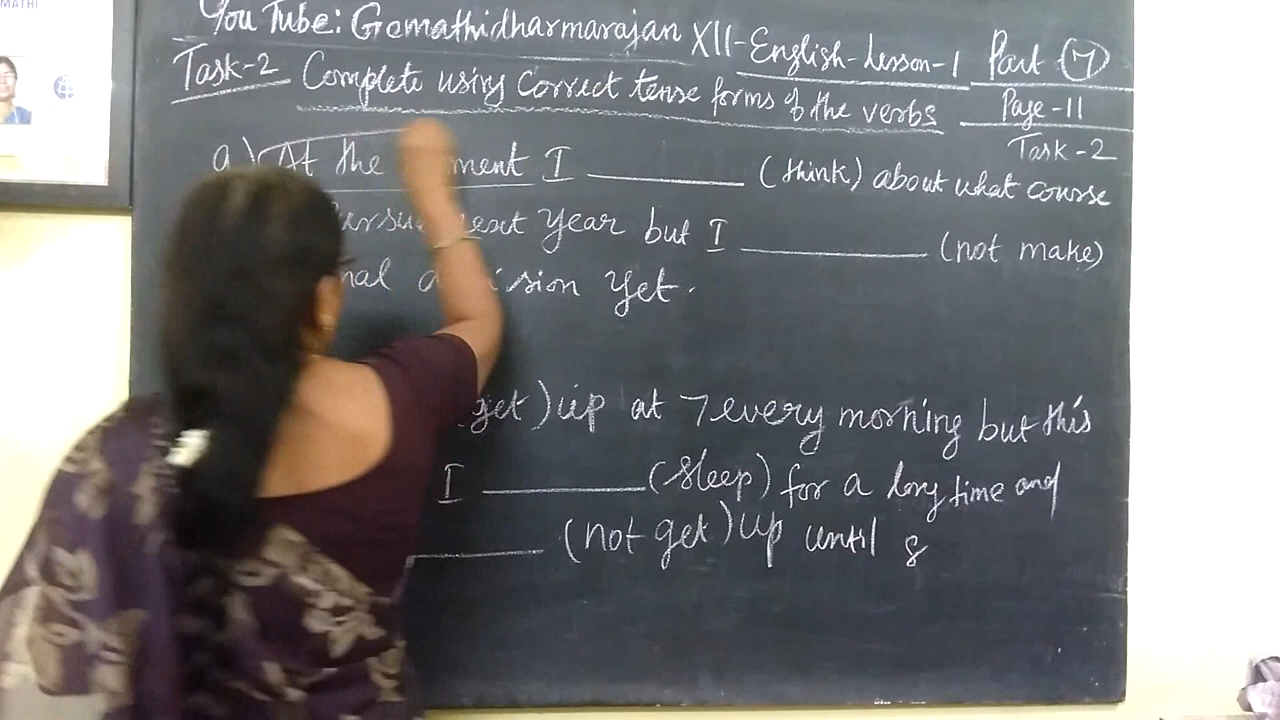 MATHI
You Tube: Gomathidharmarajan XII-English-Lesson-1 Part 7
Task-2 Complete using correct tense forms of the verbs Page-11
Task-2
a) At the ment I ________ (think) about what course
year but I ________ (not make)
yet.
get) up at 7 every morning but this
I ________ (sleep) for a long time and
________ (not get) up until 8